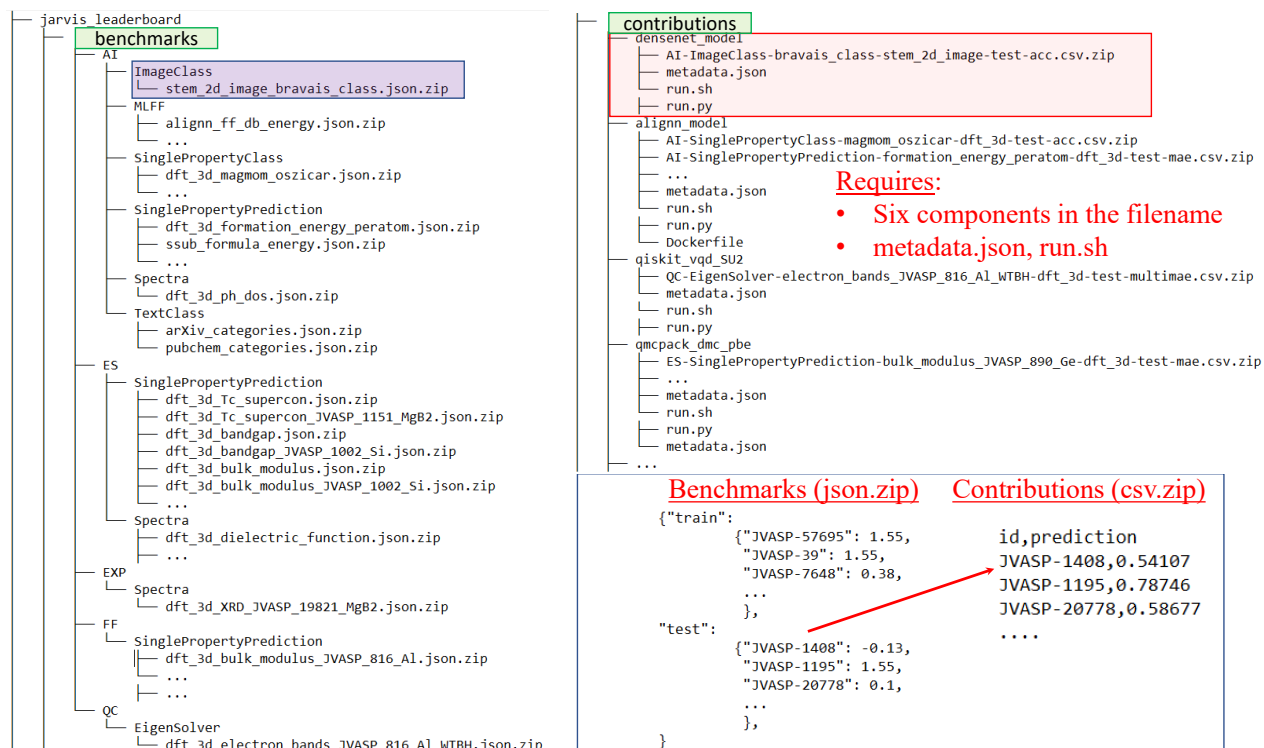 jarvis_leaderboard
benchmarks
AI
ImageClass
stem_2d_image_bravais_class.json.zip
MLFF
alignn_ff_db_energy.json.zip
...
SinglePropertyClass
dft_3d_magmom_oszicar.json.zip
...
SinglePropertyPrediction
dft_3d_formation_energy_peratom.json.zip
ssub_formula_energy.json.zip
...
Spectra
dft_3d_ph_dos.json.zip
TextClass
arXiv_categories.json.zip
pubchem_categories.json.zip
ES
SinglePropertyPrediction
dft_3d_Tc_supercon.json.zip
dft_3d_Tc_supercon_JVASP_1151_MgB2.json.zip
dft_3d_bandgap.json.zip
dft_3d_bandgap_JVASP_1002_Si.json.zip
dft_3d_bulk_modulus.json.zip
dft_3d_bulk_modulus_JVASP_1002_Si.json.zip
...
Spectra
dft_3d_dielectric_function.json.zip
...
EXP
Spectra
dft_3d_XRD_JVASP_19821_MgB2.json.zip
FF
SinglePropertyPrediction
dft_3d_bulk_modulus_JVASP_816_Al.json.zip
...
...
QC
EigenSolver
dft_3d_electron_bands_JVASP_816_Al_WTBH.json.zip
contributions
densenet_model
AI-ImageClass-bravais_class-stem_2d_image-test-acc.csv.zip
metadata.json
run.sh
run.py
alignn_model
AI-SinglePropertyClass-magmom_oszicar-dft_3d-test-acc.csv.zip
AI-SinglePropertyPrediction-formation_energy_peratom-dft_3d-test-mae.csv.zip
...
metadata.json
run.sh
run.py
Dockerfile
Requires:
• Six components in the filename
• metadata.json, run.sh
qiskit_vqd_SU2
QC-EigenSolver-electron_bands_JVASP_816_Al_WTBH-dft_3d-test-multimae.csv.zip
metadata.json
run.sh
run.py
qmcpack_dmc_pbe
ES-SinglePropertyPrediction-bulk_modulus_JVASP_890_Ge-dft_3d-test-mae.csv.zip
...
metadata.json
run.sh
run.py
metadata.json
...
Benchmarks (json.zip)
{"train":
{"JVASP-57695": 1.55,
"JVASP-39": 1.55,
"JVASP-7648": 0.38,
...
},
"test":
{"JVASP-1408": -0.13,
"JVASP-1195": 1.55,
"JVASP-20778": 0.1,
...
},
}
Contributions (csv.zip)
id,prediction
JVASP-1408,0.54107
JVASP-1195,0.78746
JVASP-20778,0.58677
....